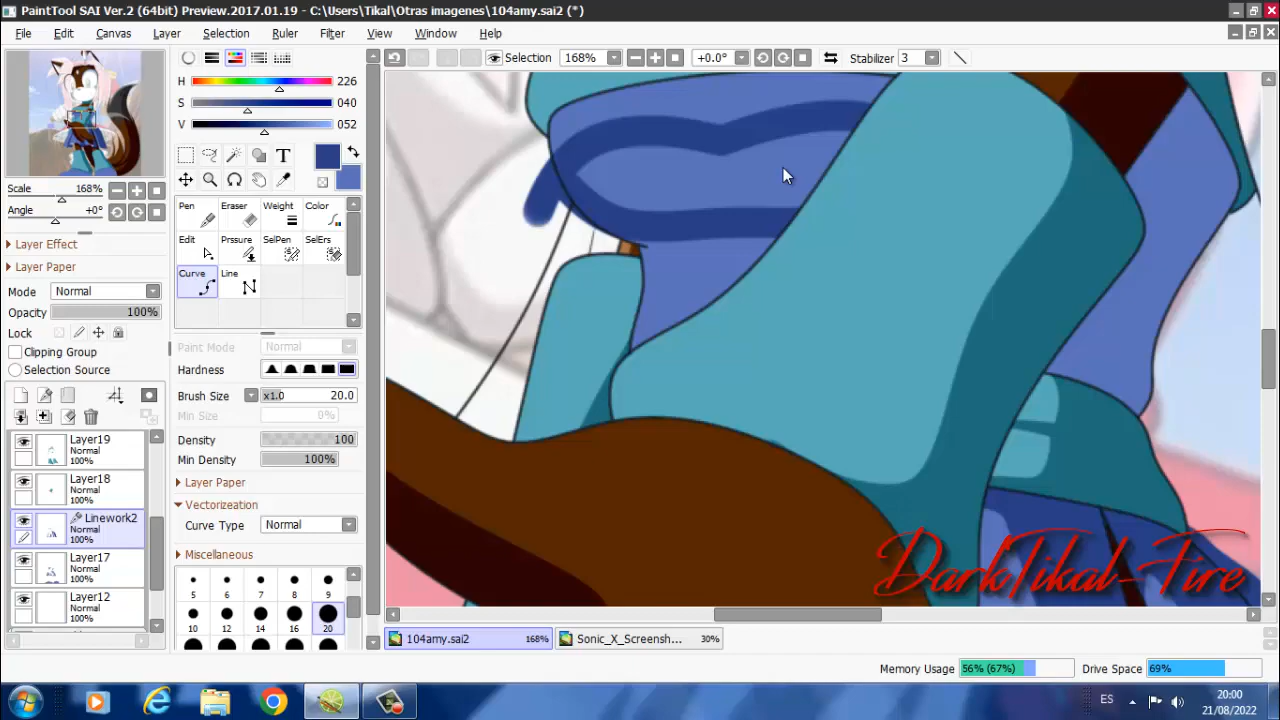 PaintTool SAI Ver.2 (64bit) Preview.2017.01.19 - C:\Users\Tikal\Otras imagenes\104amy.sai2 (*)
File Edit Canvas Layer Selection Ruler Filter View Window Help
Selection 168% +0.0° Stabilizer 3
H 226
S 040
V 052
Scale 168%
Angle +0°
Layer Effect
Layer Paper
Mode Normal
Opacity 100%
Lock
Clipping Group
Selection Source
Layer19
Normal
100%
Layer18
Normal
100%
Linework2
Normal
100%
Layer17
Normal
100%
Layer12
Normal
100%
Pen Eraser Weight Color
Edit Prssure SelPen SelErs
Curve Line
Paint Mode Normal
Hardness
Brush Size x1.0 20.0
Min Size 0%
Density 100
Min Density 100%
Layer Paper
Vectorizeation
Curve Type Normal
Miscellaneous
5 6 7 8 9
10 12 14 16 20
DarkTikal-Fire
104amy.sai2 168% Sonic_X_Screensh... 30%
Memory Usage 56% (67%) Drive Space 69%
ES 20:00
21/08/2022